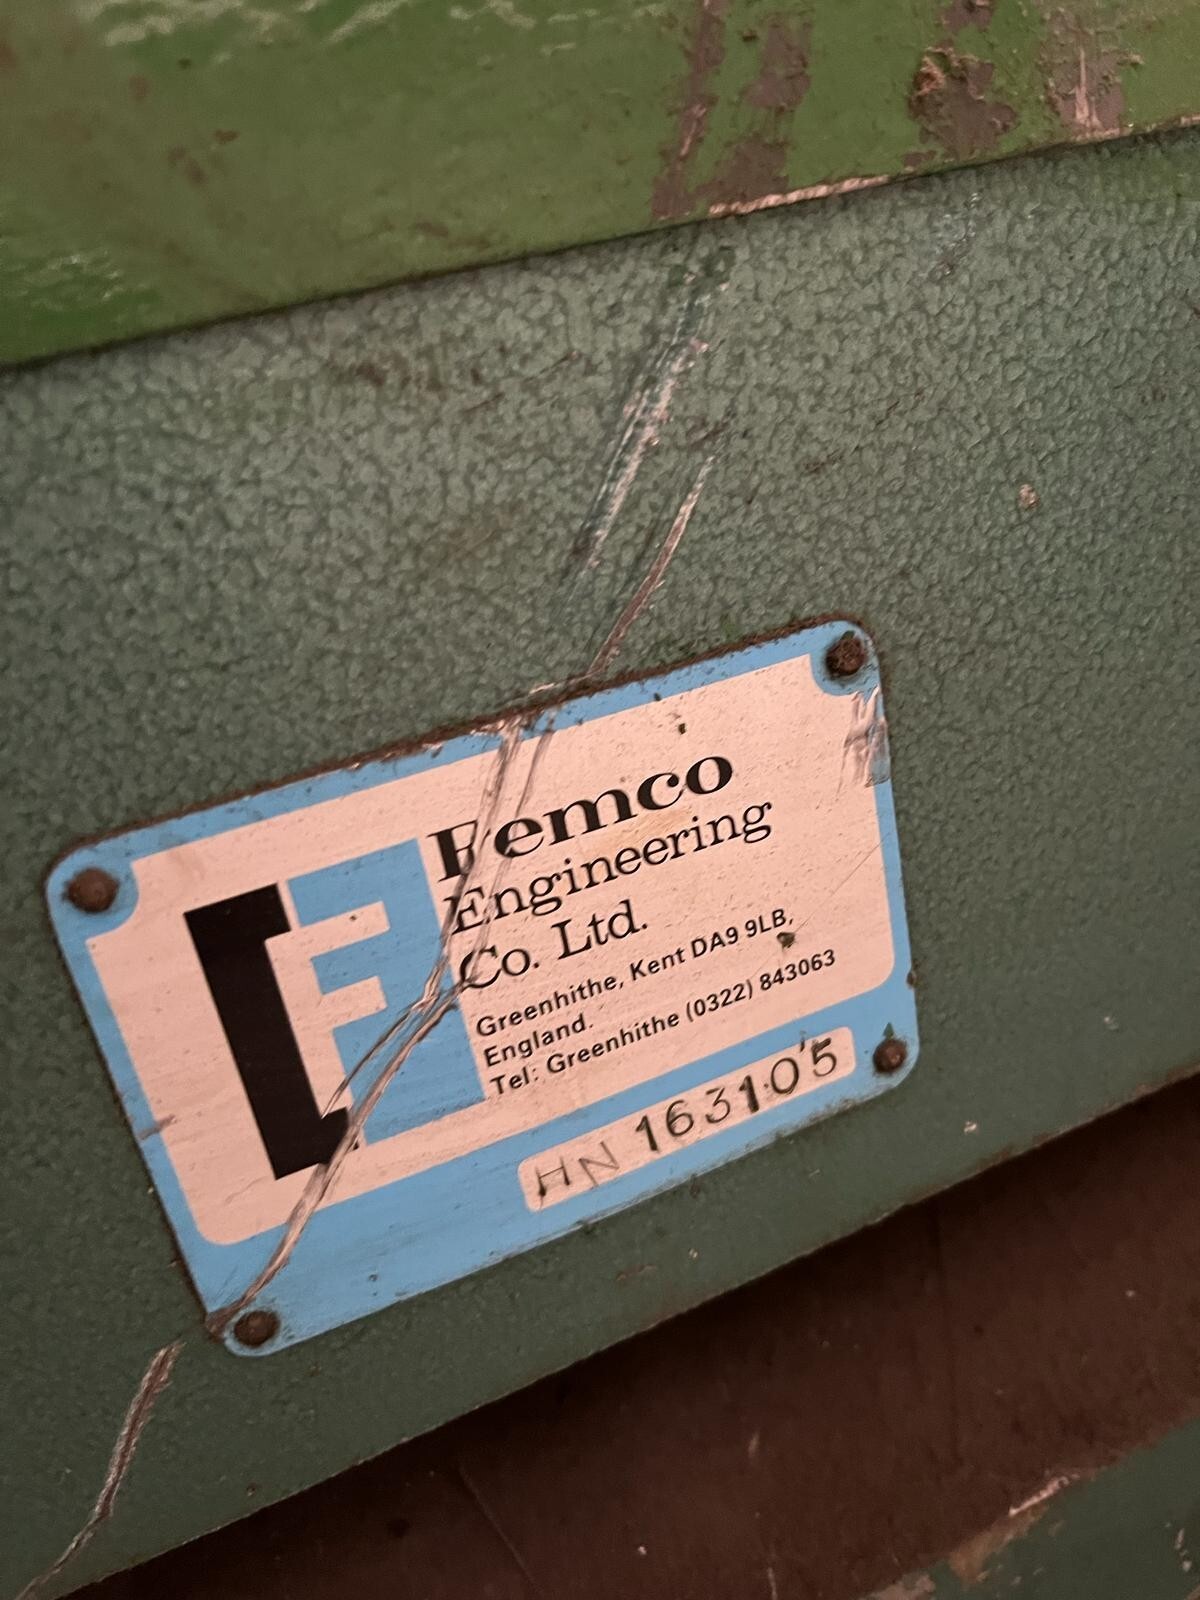 Femco
Engineering
Co. Ltd.
Greenhithe, Kent DA9 9LB,
England.
Tel: Greenhithe (0322) 843063
HN 163105